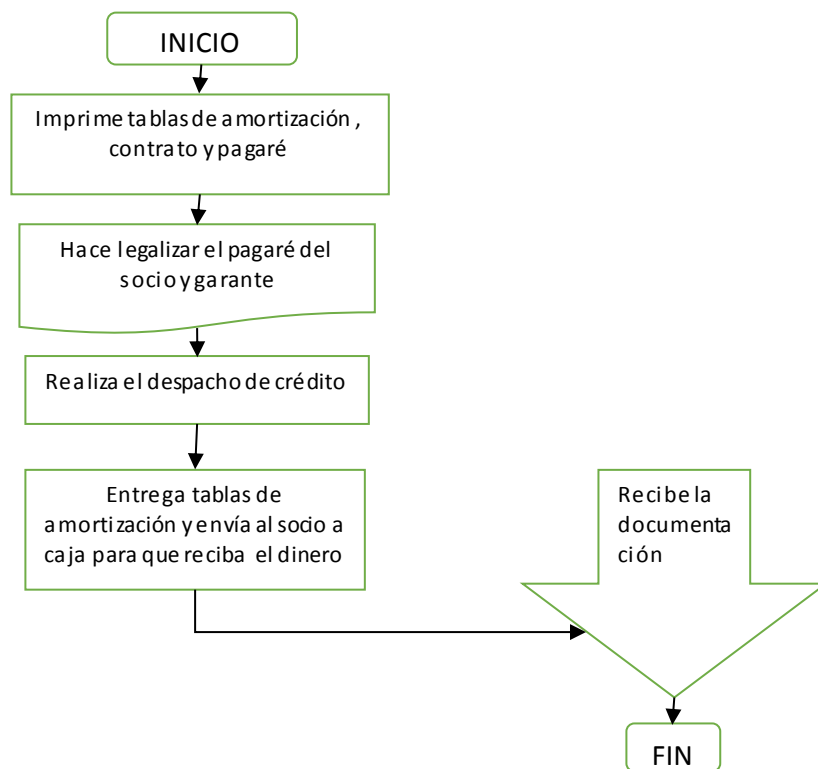 INICIO
Imprime tablas de amortización ,
contrato y pagaré
Hace legalizar el pagaré del
socio y garante
Realiza el despacho de crédito
Entrega tablas de
amortización y envía al socio a
caja para que reciba el dinero
Recibe la
documenta
ción
FIN